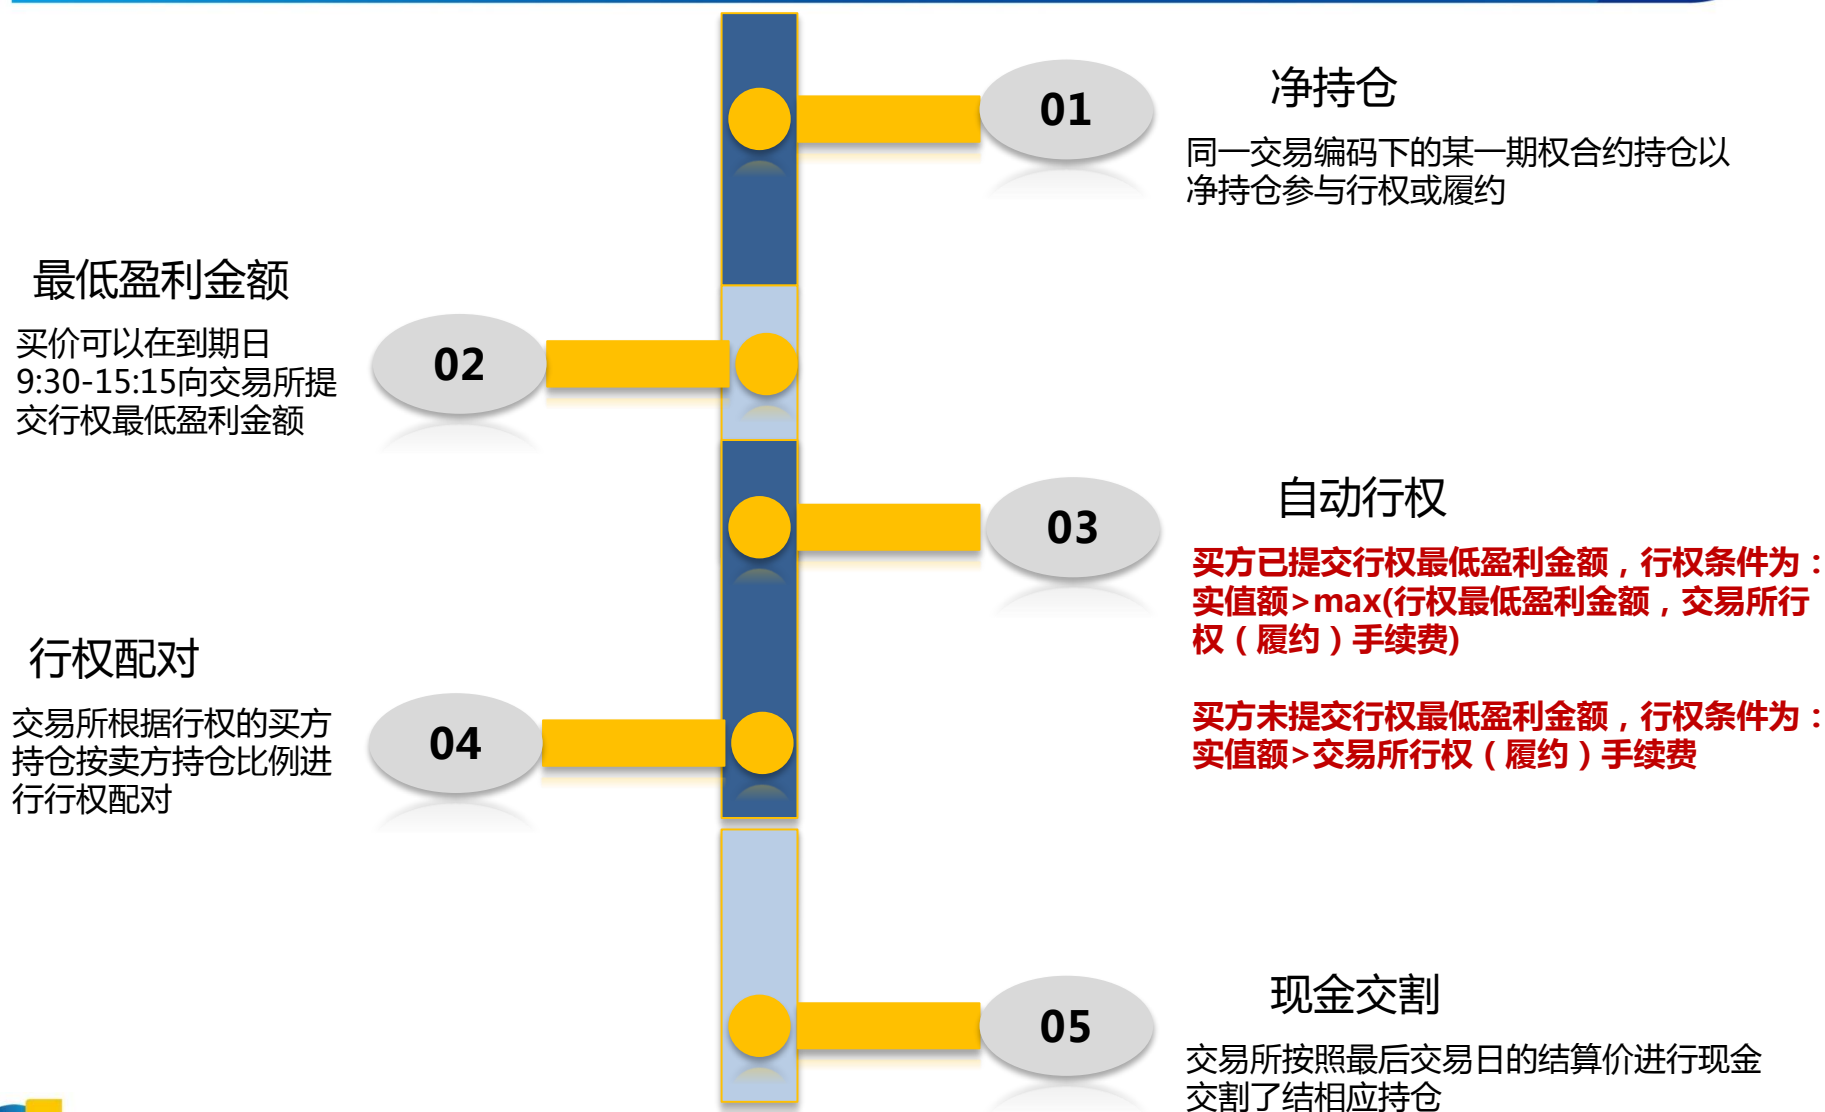 01
净持仓
同一交易编码下的某一期权合约持仓以
净持仓参与行权或履约
最低盈利金额
买价可以在到期日
9:30-15:15向交易所提
交行权最低盈利金额
02
03
自动行权
买方已提交行权最低盈利金额，行权条件为：
实值额>max(行权最低盈利金额，交易所行
权（履约）手续费)
买方未提交行权最低盈利金额，行权条件为：
实值额>交易所行权（履约）手续费
行权配对
交易所根据行权的买方
持仓按卖方持仓比例进
行行权配对
04
05
现金交割
交易所按照最后交易日的结算价进行现金
交割了结相应持仓